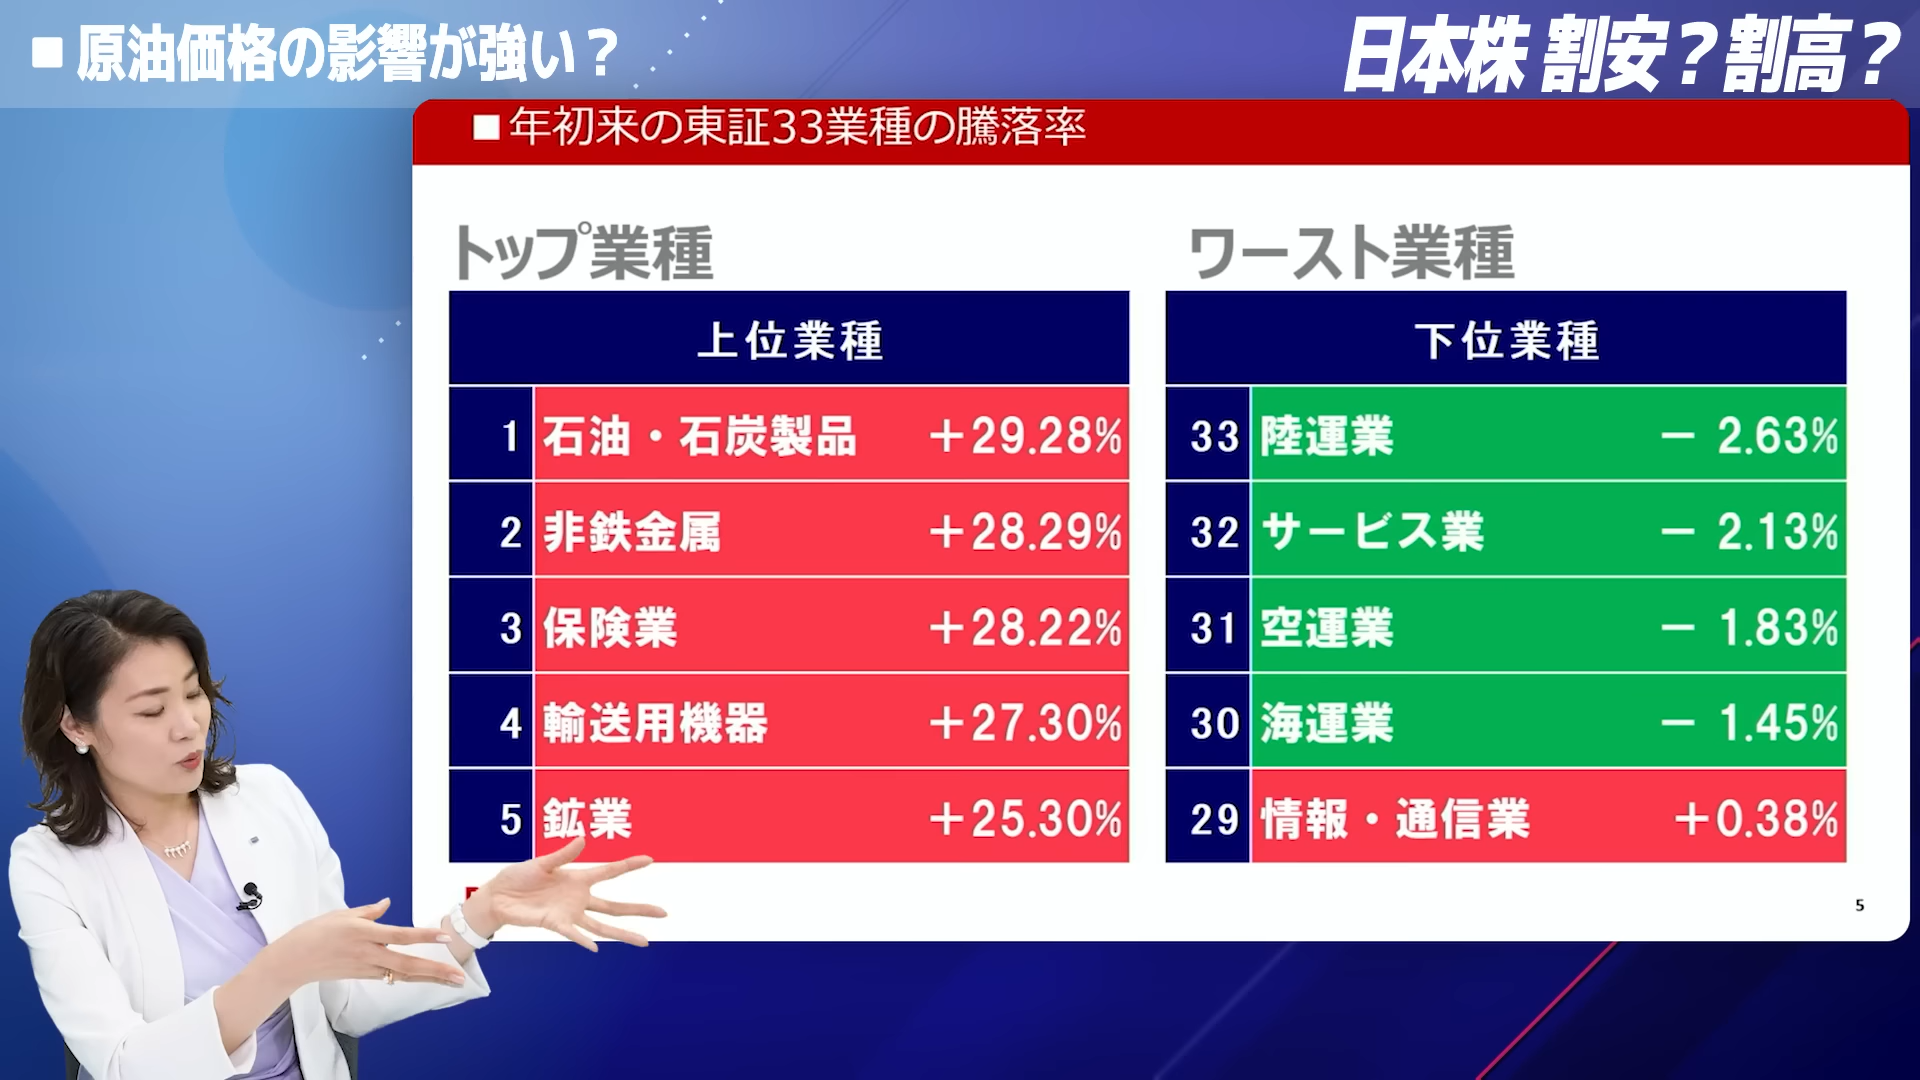 ■ 原油価格の影響が強い？
日本株 割安？割高？
■ 年初来の東証33業種の騰落率
トップ業種
上位業種
1 石油・石炭製品 ＋29.28%
2 非鉄金属 ＋28.29%
3 保険業 ＋28.22%
4 輸送用機器 ＋27.30%
5 鉱業 ＋25.30%
ワースト業種
下位業種
33 陸運業 － 2.63%
32 サービス業 － 2.13%
31 空運業 － 1.83%
30 海運業 － 1.45%
29 情報・通信業 ＋0.38%
5